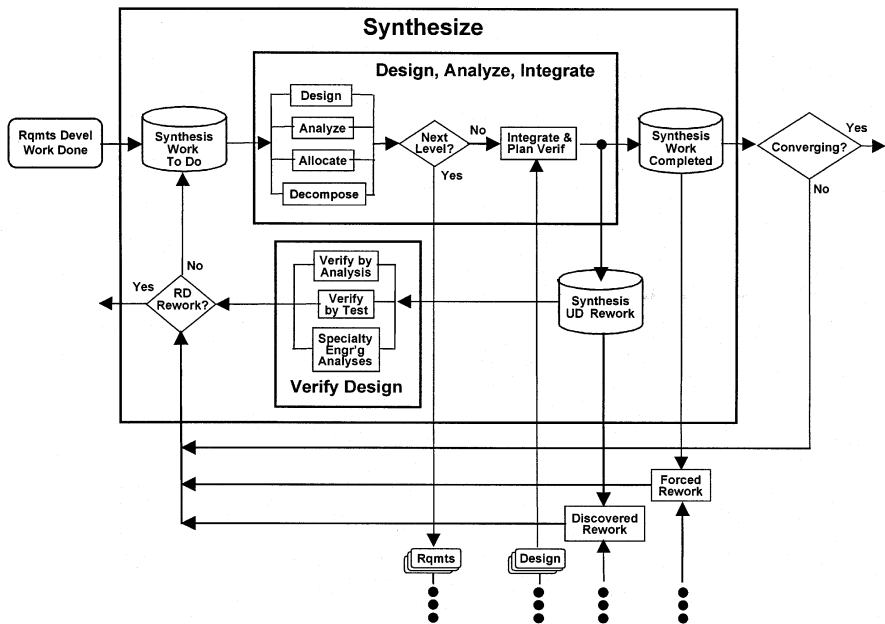 Synthesize
Design, Analyze, Integrate
Design
Analyze
Allocate
Decompose
Rqmts Devel
Work Done
Synthesis
Work
To Do
Next
Level?
No
Yes
Integrate &
Plan Verif
Synthesis
Work
Completed
Converging?
Yes
No
No
Yes
RD
Rework?
Verify by
Analysis
Verify
by Test
Specialty
Engr'g
Analyses
Verify Design
Synthesis
UD Rework
Forced
Rework
Discovered
Rework
Rqmts
Design